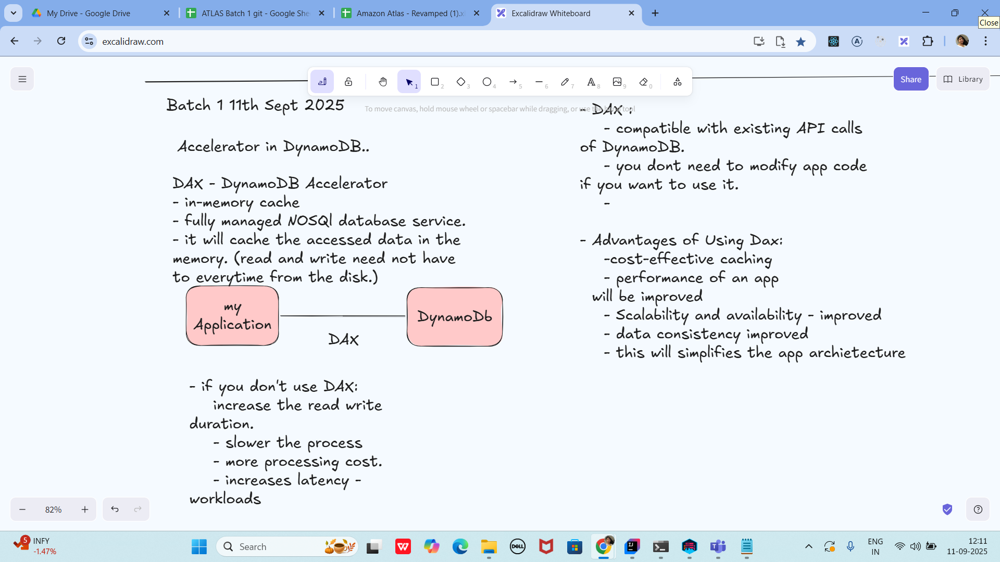 My Drive - Google Drive
ATLAS Batch 1 git - Google She
Amazon Atlas - Revamped (1).x
Excalidraw Whiteboard
Close
excalidraw.com
1
2
3
4
5
6
7
8
9
0
Share
Library
To move canvas, hold mouse wheel or spacebar while dragging, or use the hand tool
Batch 1 11th Sept 2025
Accelerator in DynamoDB..
DAX - DynamoDB Accelerator
- in-memory cache
- fully managed NOSQl database service.
- it will cache the accessed data in the
memory. (read and write need not have
to everytime from the disk.)
my
Application
DAX
DynamoDb
- if you don't use DAX:
increase the read write
duration.
- slower the process
- more processing cost.
- increases latency -
workloads
- DAX :
- compatible with existing API calls
of DynamoDB.
- you dont need to modify app code
if you want to use it.
-
- Advantages of Using Dax:
-cost-effective caching
- performance of an app
will be improved
- Scalability and availability - improved
- data consistency improved
- this will simplifies the app archietecture
82%
5
INFY
-1.47%
Search
DELL
ENG
IN
12:11
11-09-2025